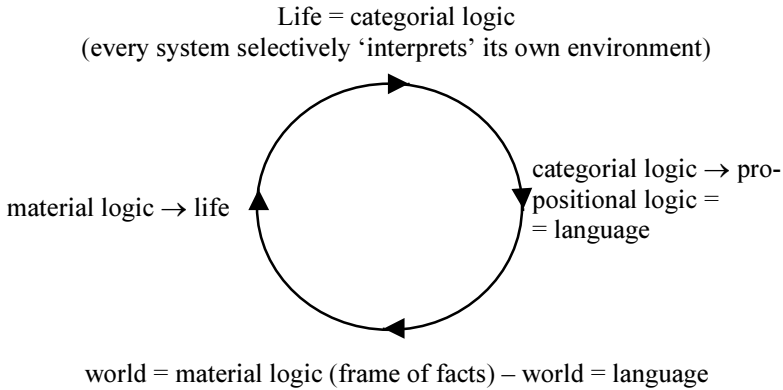 Life = categorial logic
(every system selectively ‘interprets’ its own environment)
material logic → life
categorial logic → pro-
positional logic =
= language
world = material logic (frame of facts) – world = language